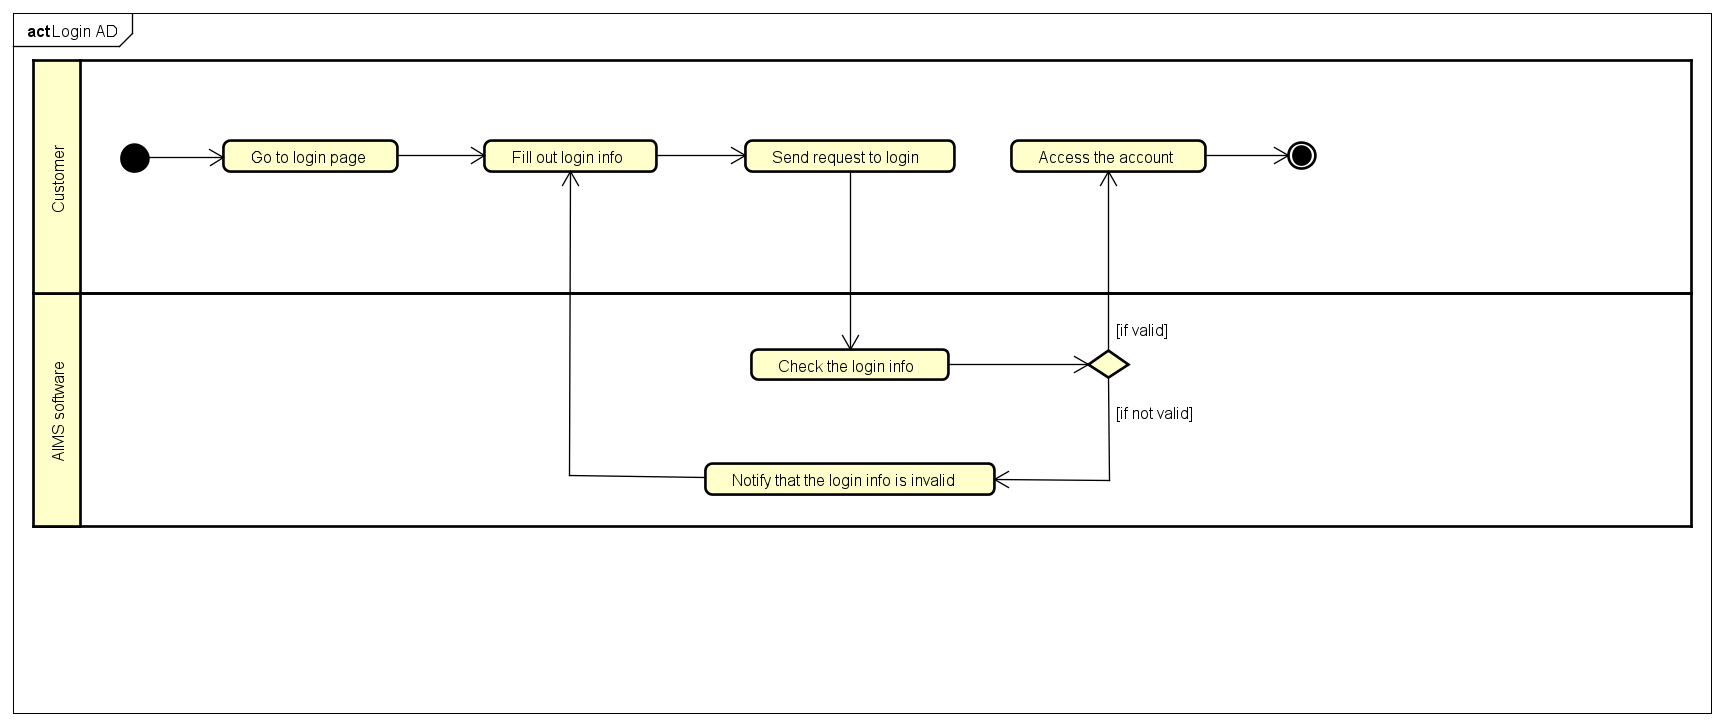 act Login AD
Customer
Go to login page
Fill out login info
Send request to login
Access the account
AIMS software
[if valid]
Check the login info
[if not valid]
Notify that the login info is invalid